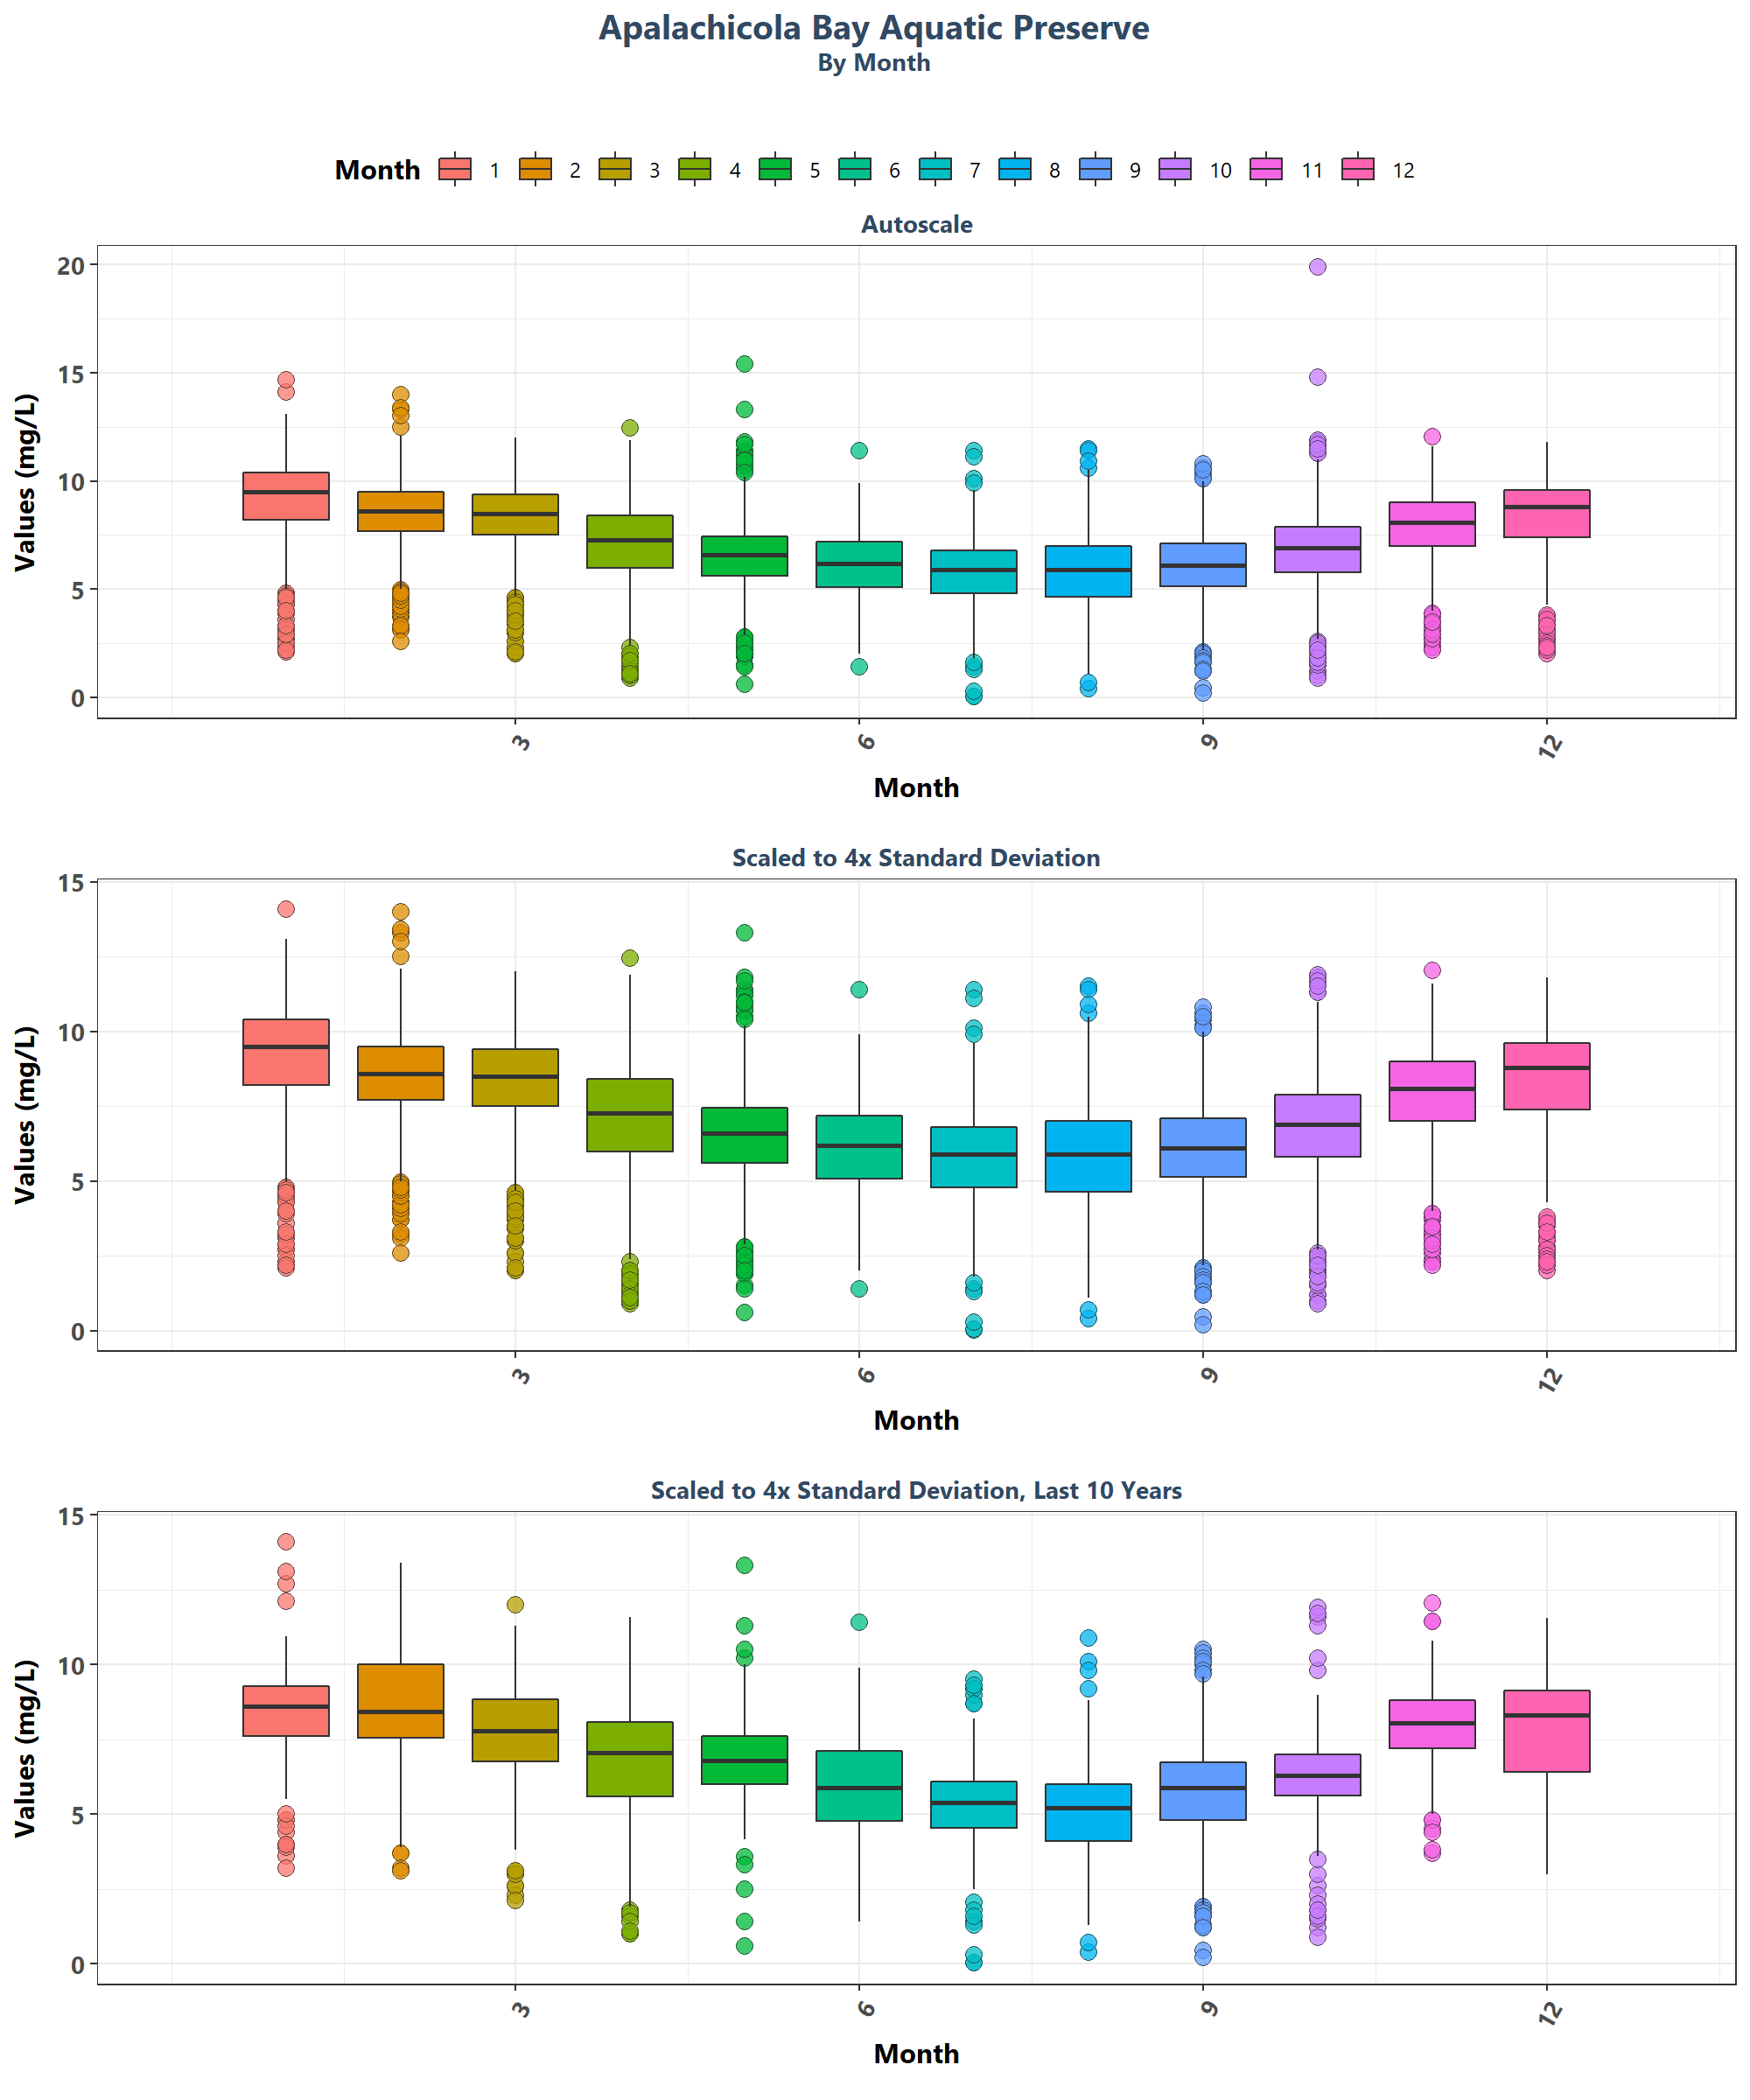 Apalachicola Bay Aquatic Preserve
By Month
Month 1 2 3 4 5 6 7 8 9 10 11 12
Autoscale
Values (mg/L)
20
15
10
5
0
3 6 9 12
Month
Scaled to 4x Standard Deviation
Values (mg/L)
15
10
5
0
3 6 9 12
Month
Scaled to 4x Standard Deviation, Last 10 Years
Values (mg/L)
15
10
5
0
3 6 9 12
Month